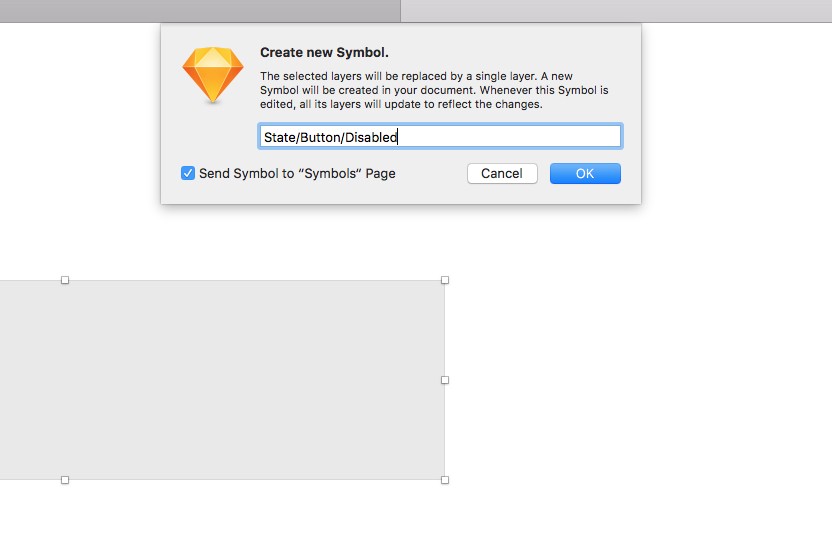 Create new Symbol.
The selected layers will be replaced by a single layer. A new
Symbol will be created in your document. Whenever this Symbol is
edited, all its layers will update to reflect the changes.
State/Button/Disabled
Send Symbol to “Symbols“ Page
Cancel
OK